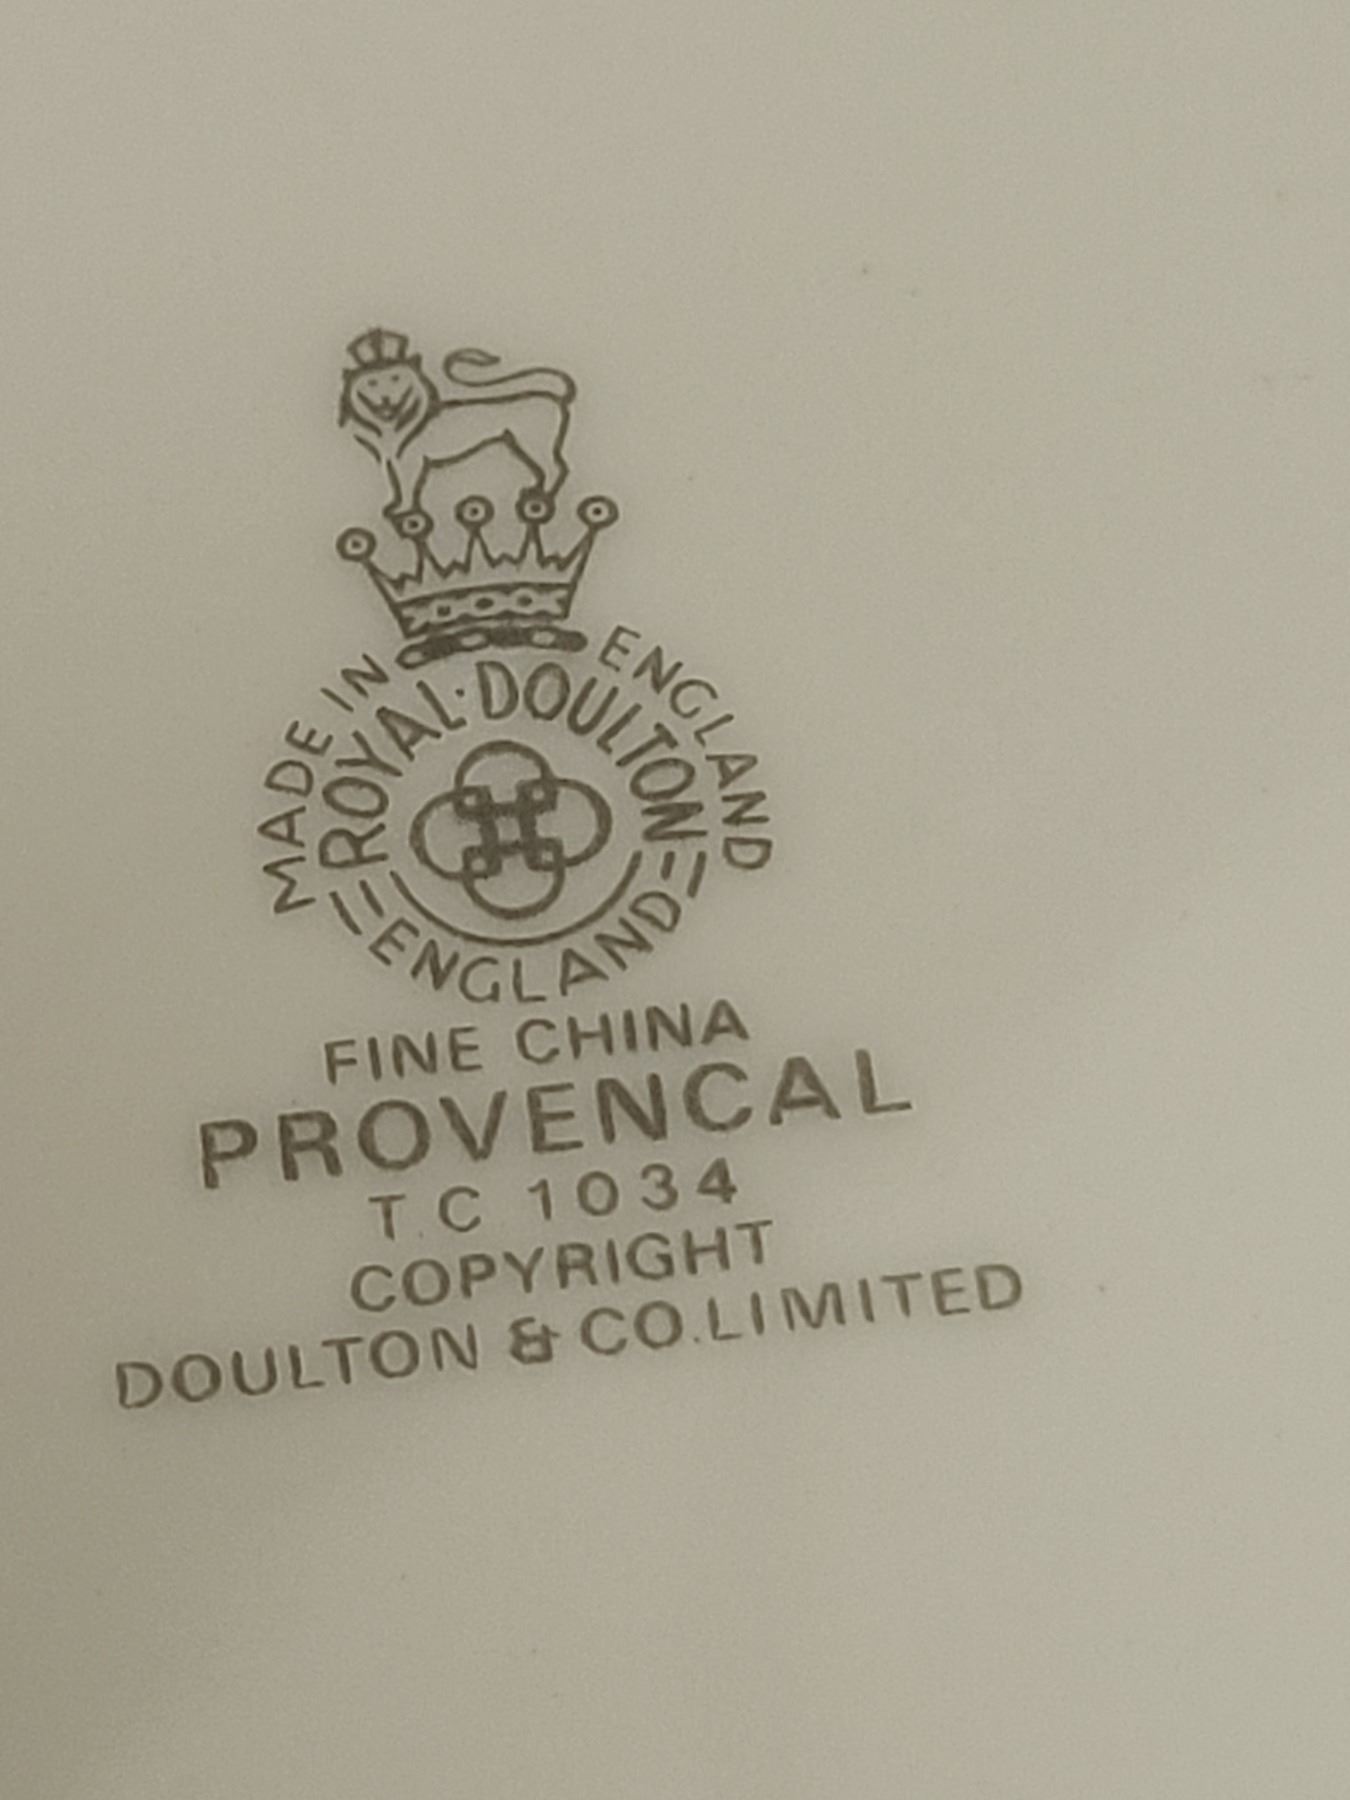 MADE IN ENGLAND
ROYAL·DOULTON
ENGLAND
FINE CHINA
PROVENCAL
T.C 1034
COPYRIGHT
DOULTON & CO.LIMITED